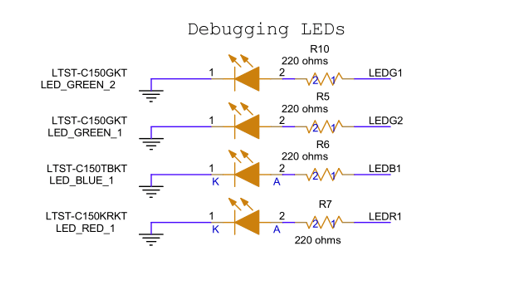 Debugging LEDs
R10
220 ohms
LTST-C150GKT
LED_GREEN_2
1
2
2 1
LEDG1
R5
220 ohms
LTST-C150GKT
LED_GREEN_1
1
2
2 1
LEDG2
R6
220 ohms
LTST-C150TBKT
LED_BLUE_1
1
2
K
A
2 1
LEDB1
R7
LTST-C150KRKT
LED_RED_1
1
2
K
A
2 1
LEDR1
220 ohms